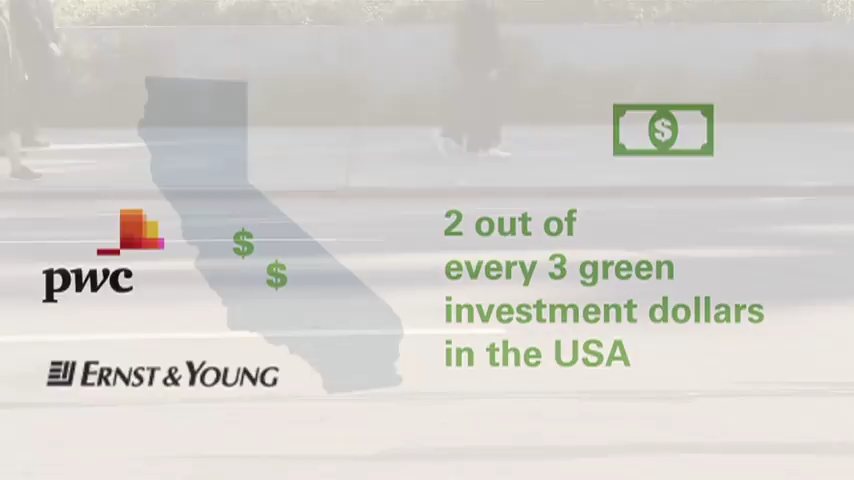 $
2 out of
every 3 green
investment dollars
in the USA
$
$
pwc
ERNST & YOUNG